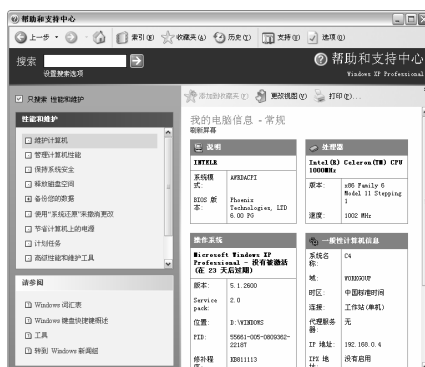 帮助和支持中心
上一步
索引(N)
收藏夹(A)
历史(T)
支持(U)
选项(O)
搜索
设置搜索选项
帮助和支持中心
Windows XP Professional
只搜索 性能和维护
添加到收藏夹(F)
更改视图(V)
打印(P)...
性能和维护
维护计算机
管理计算机性能
保持系统安全
释放磁盘空间
备份您的数据
使用“系统还原”来撤消更改
节省计算机上的电源
计划任务
高级性能和维护工具
请参阅
Windows 词汇表
Windows 键盘快捷键概述
工具
转到 Windows 新闻组
我的电脑信息 - 常规
刷新屏幕
说明
INTELR
系统模式： AWRDACPI
BIOS 版本： Phoenix Technologies, LTD 6.00 PG
处理器
Intel(R) Celeron(TM) CPU 1000MHz
版本： x86 Family 6 Model 11 Stepping 1
速度： 1002 MHz
操作系统
Microsoft Windows XP Professional - 没有被激活 (在 23 天后过期)
版本： 5.1.2600
Service pack: 2.0
位置： D:\WINDOWS
PID: 55661-005-0809362-22187
修补程序: KB811113
一般性计算机信息
系统名称： C4
域： WORKGROUP
时区： 中国标准时间
连接： 工作站(单机)
代理服务器： 无
IP 地址： 192.168.0.4
IPX 地址: 没有启用